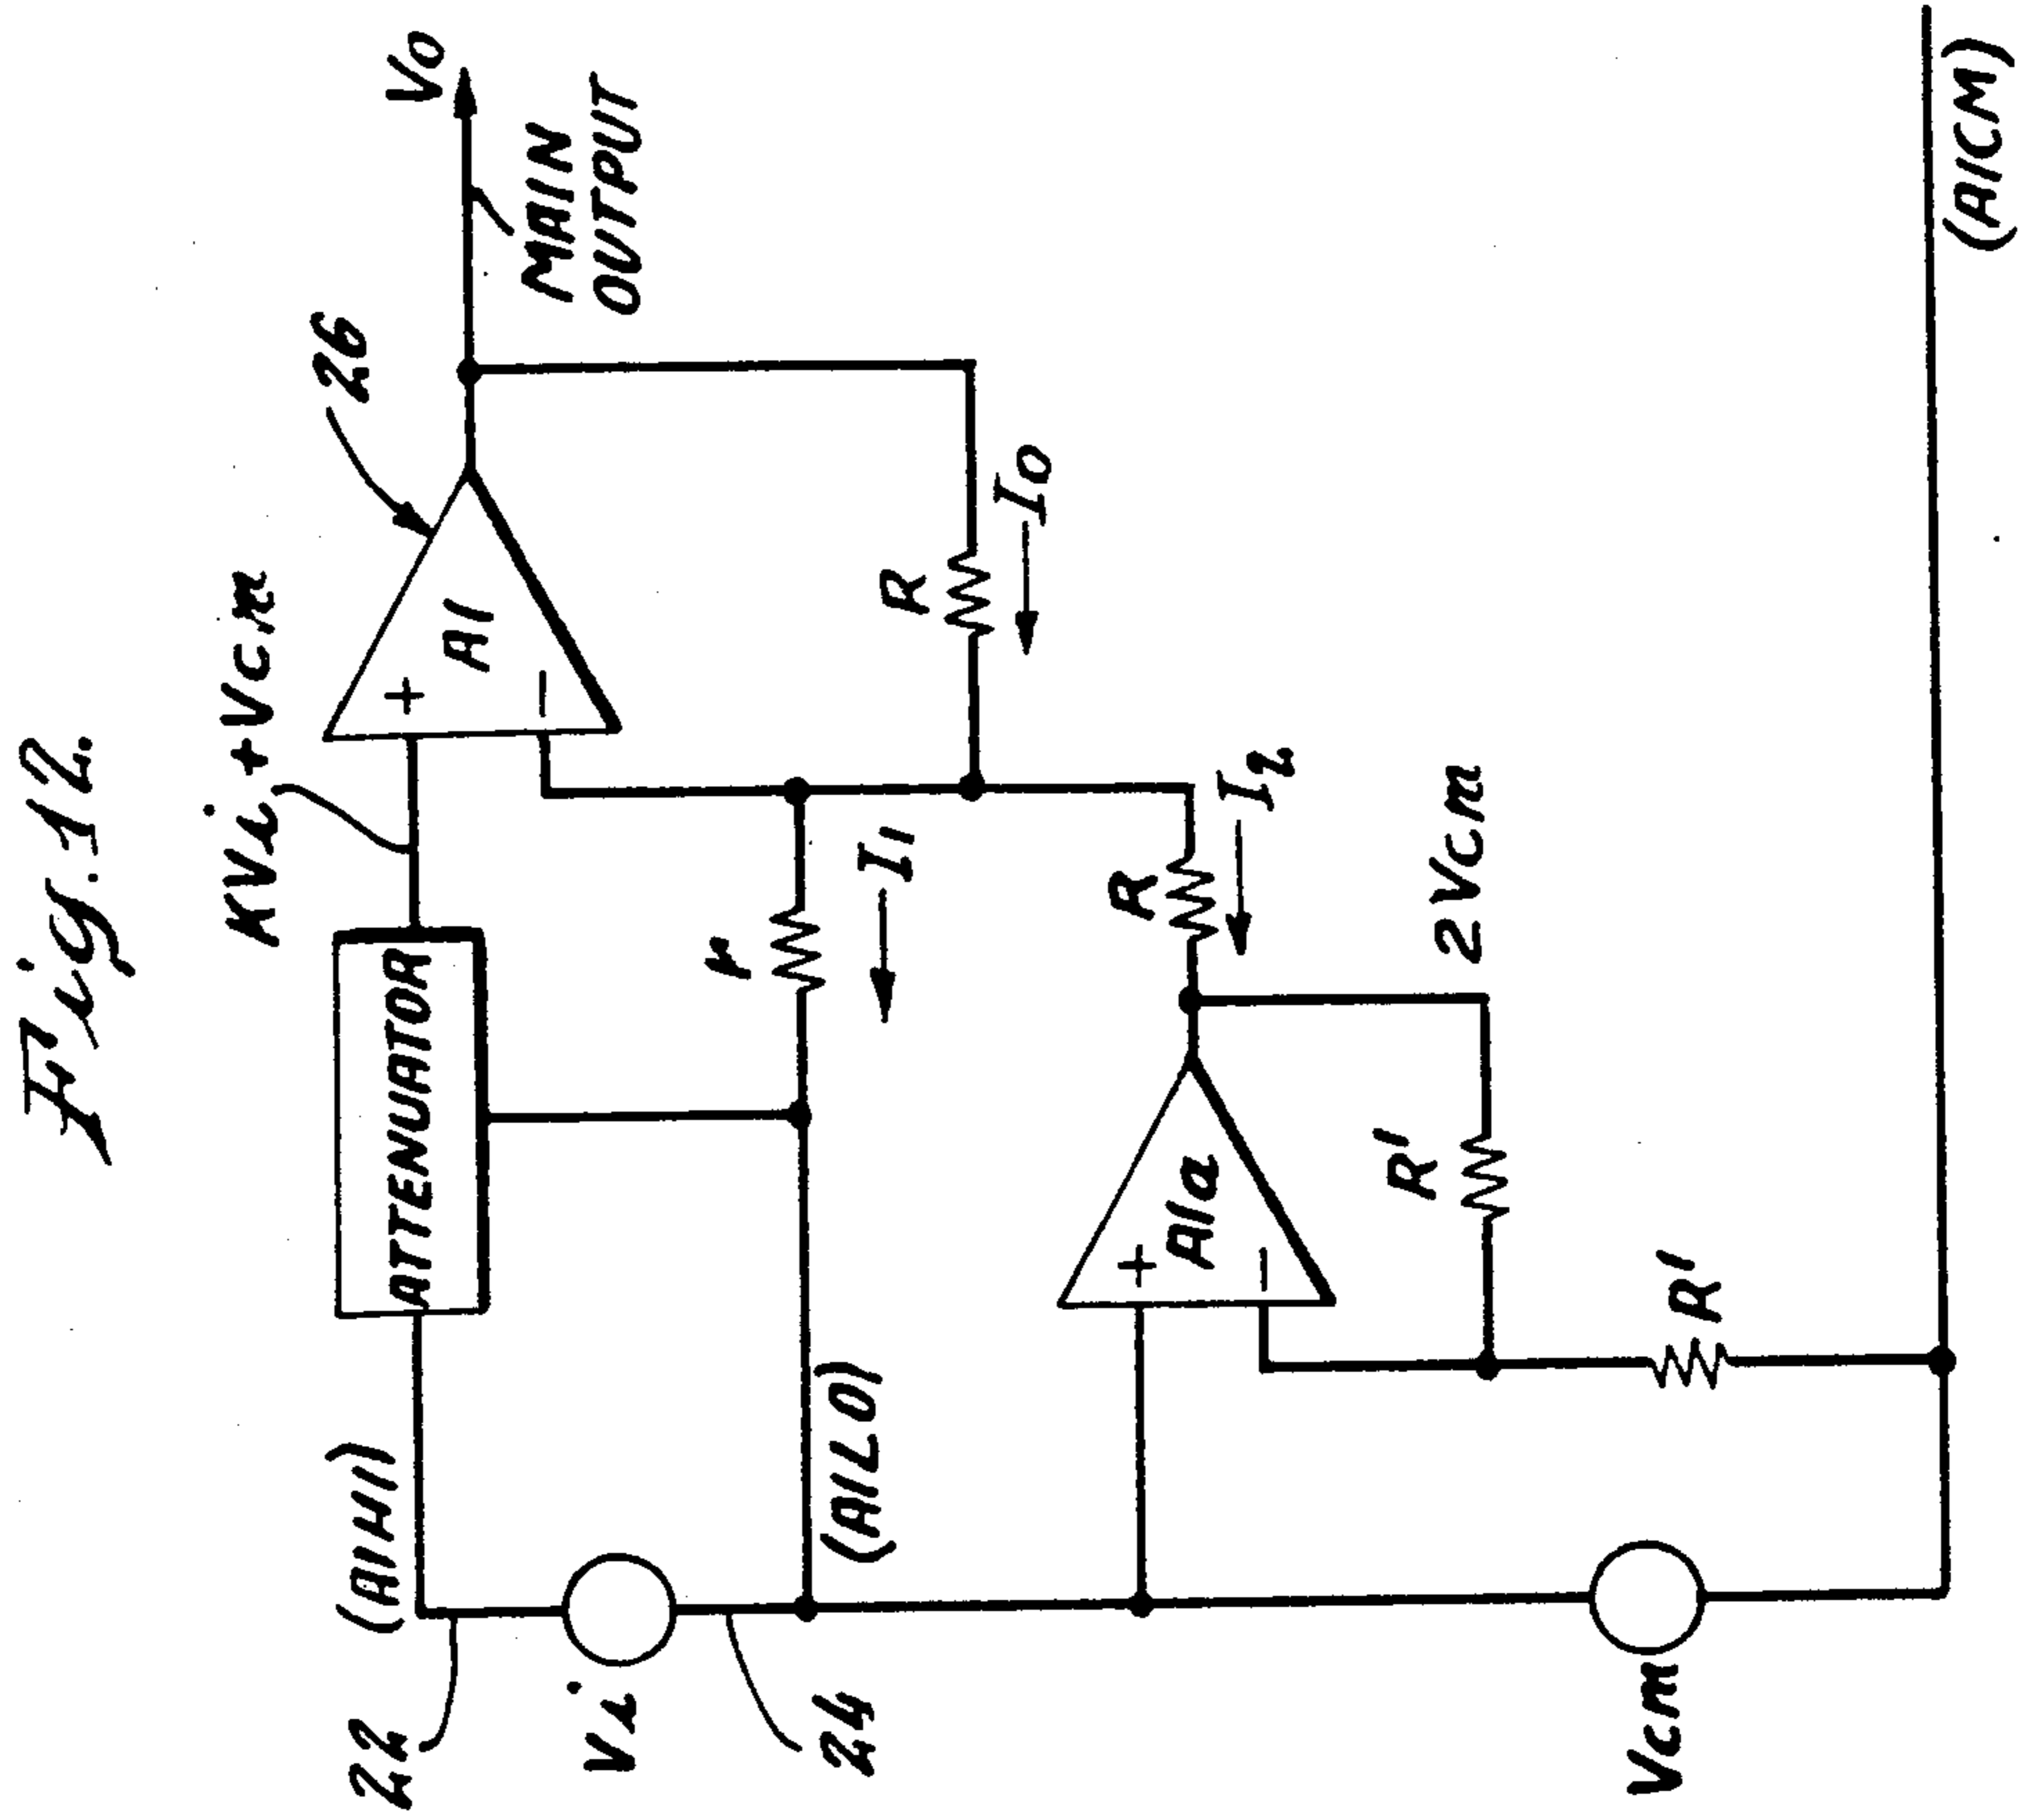 Fig. 12.
KVi + Vcm
26
Vo
MAIN
OUTPUT
(AIHI)
22
ATTENUATOR
+
A1
−
Vi
24
(AILO)
r
I1
R
Io
R
I2
+
A1a
−
2Vcm
R'
R'
Vcm
(AICM)